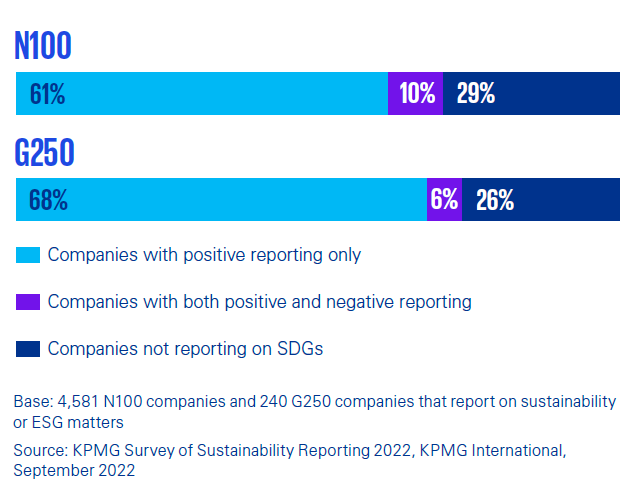 N100
61% 10% 29%
G250
68% 6% 26%
Companies with positive reporting only
Companies with both positive and negative reporting
Companies not reporting on SDGs
Base: 4,581 N100 companies and 240 G250 companies that report on sustainability
or ESG matters
Source: KPMG Survey of Sustainability Reporting 2022, KPMG International,
September 2022